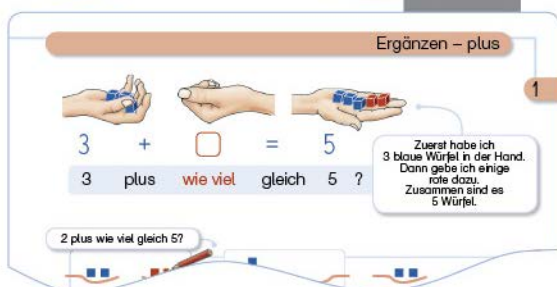 Ergänzen – plus
1
3 + = 5
3 plus wie viel gleich 5 ?
Zuerst habe ich
3 blaue Würfel in der Hand.
Dann gebe ich einige
rote dazu.
Zusammen sind es
5 Würfel.
2 plus wie viel gleich 5?